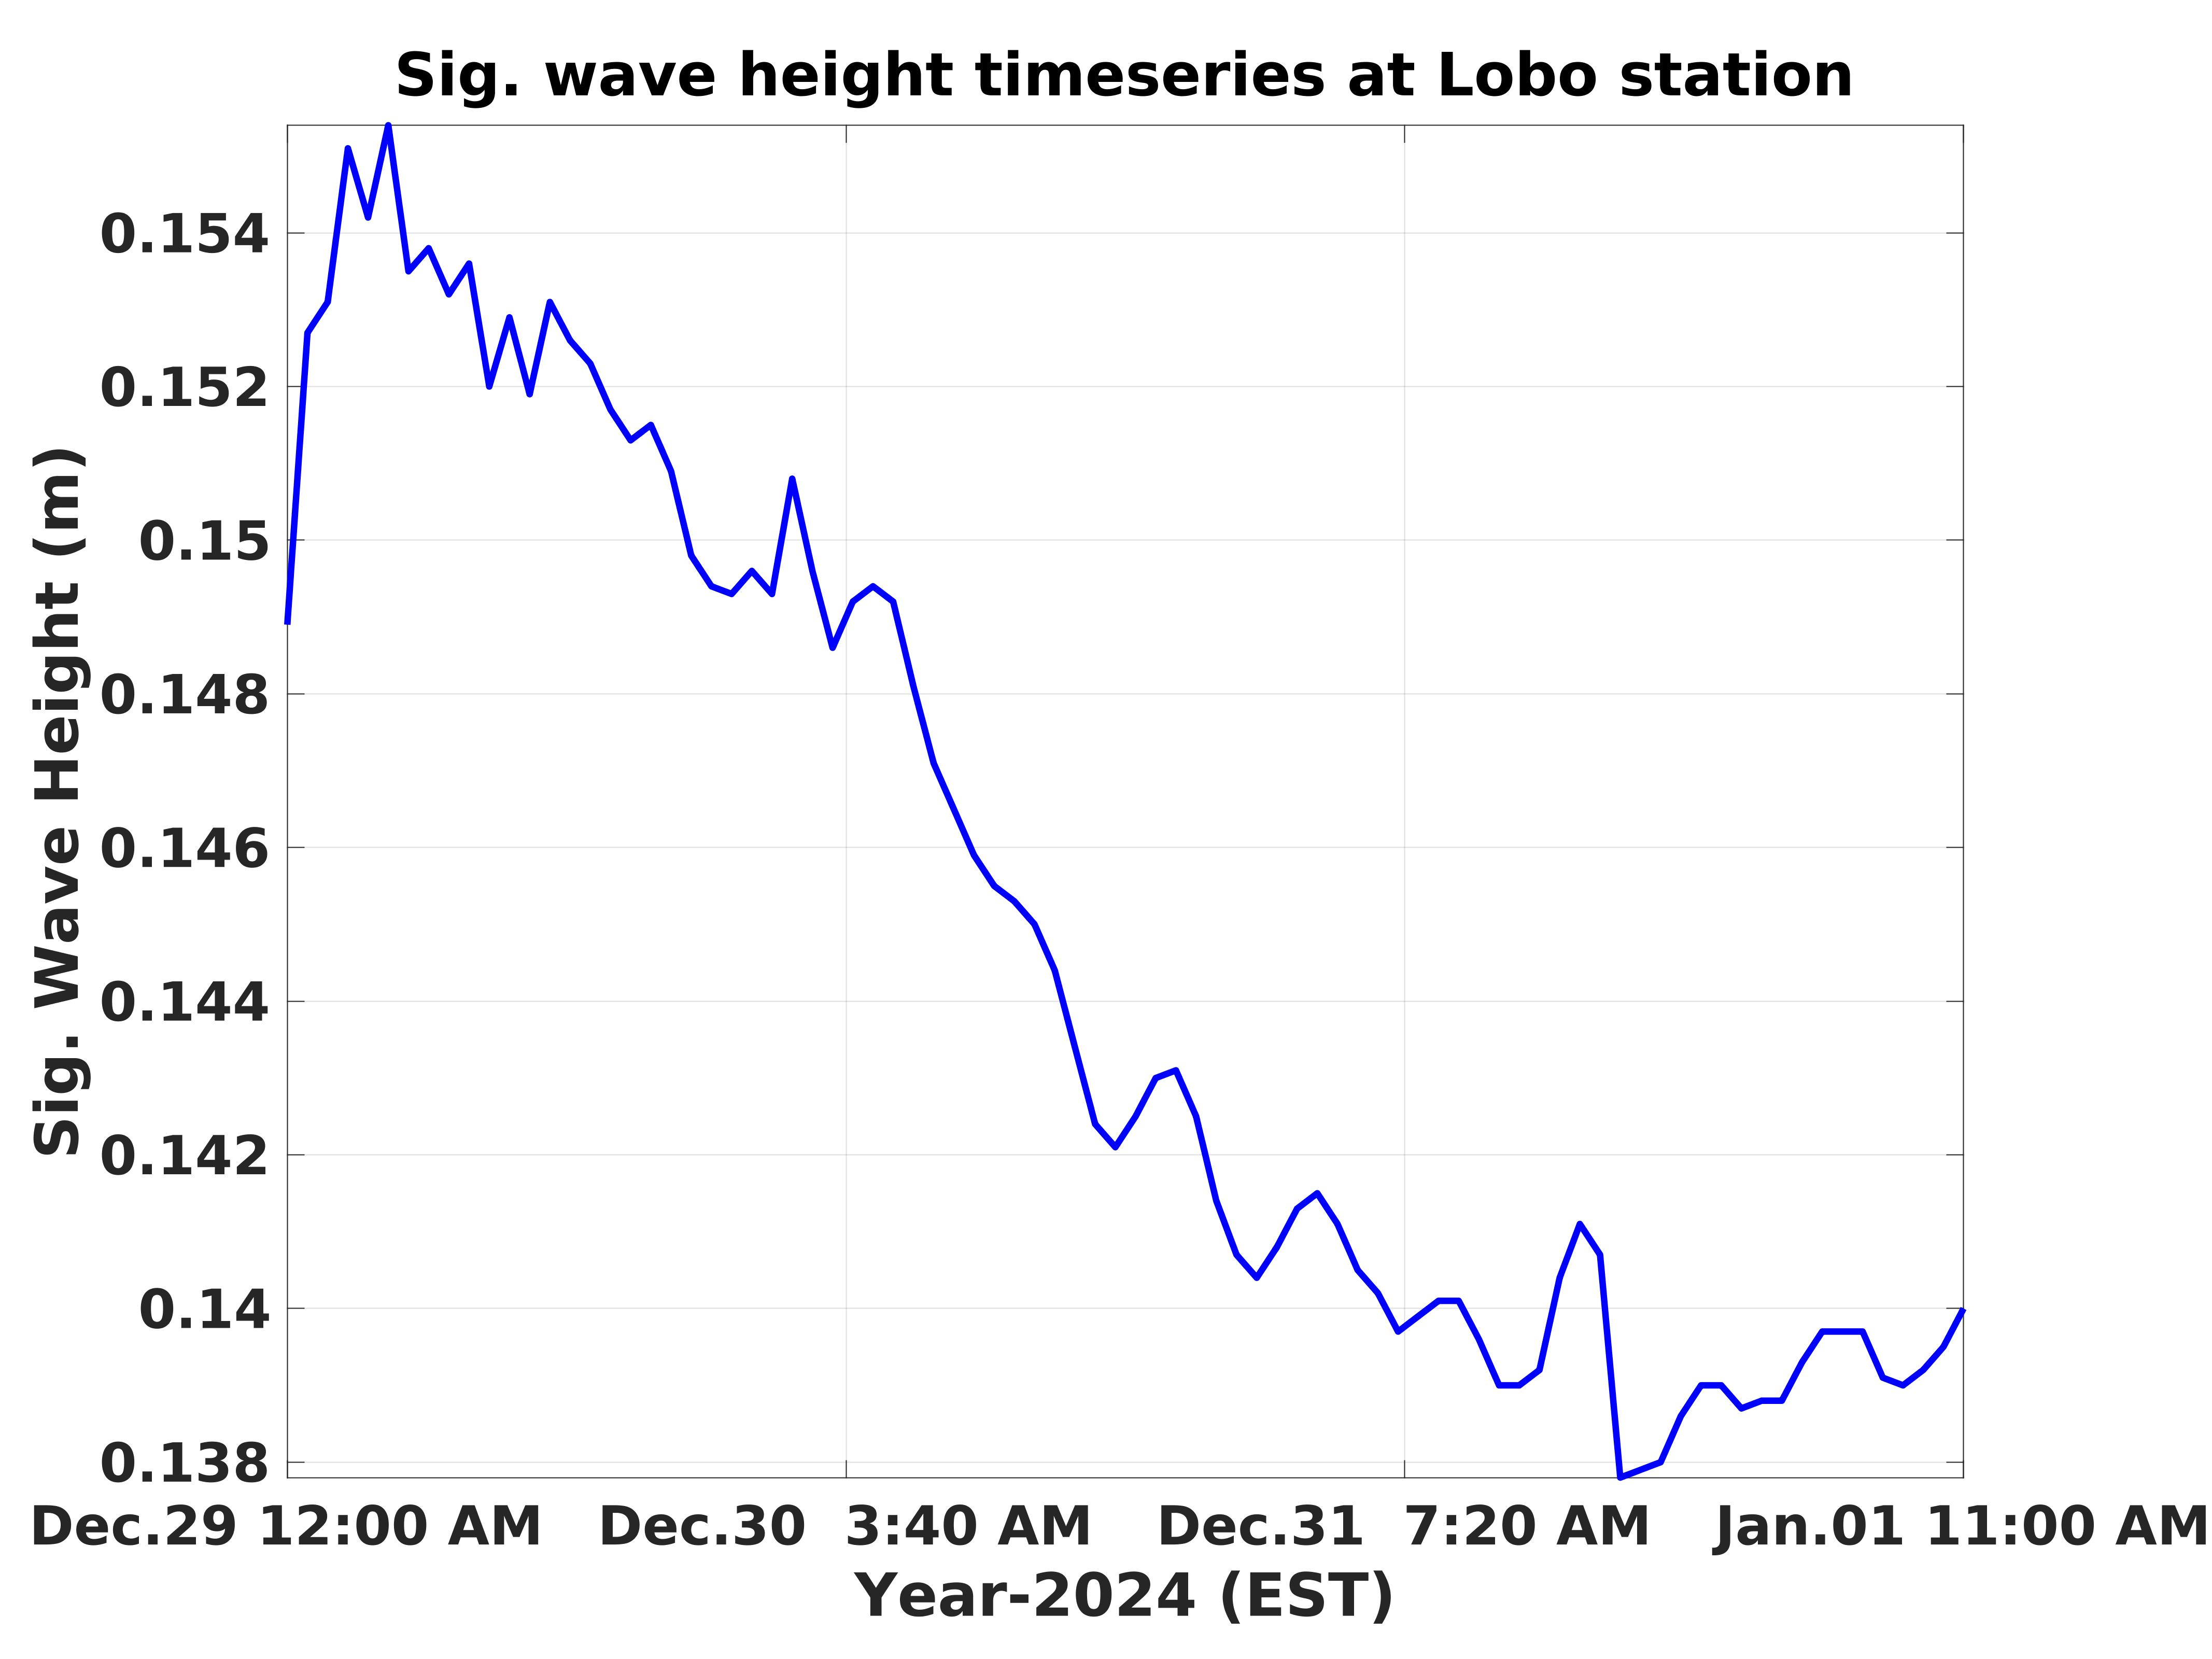 Sig. wave height timeseries at Lobo station
Sig. Wave Height (m)
0.154
0.152
0.15
0.148
0.146
0.144
0.142
0.14
0.138
Dec.29 12:00 AM Dec.30 3:40 AM Dec.31 7:20 AM Jan.01 11:00 AM
Year-2024 (EST)